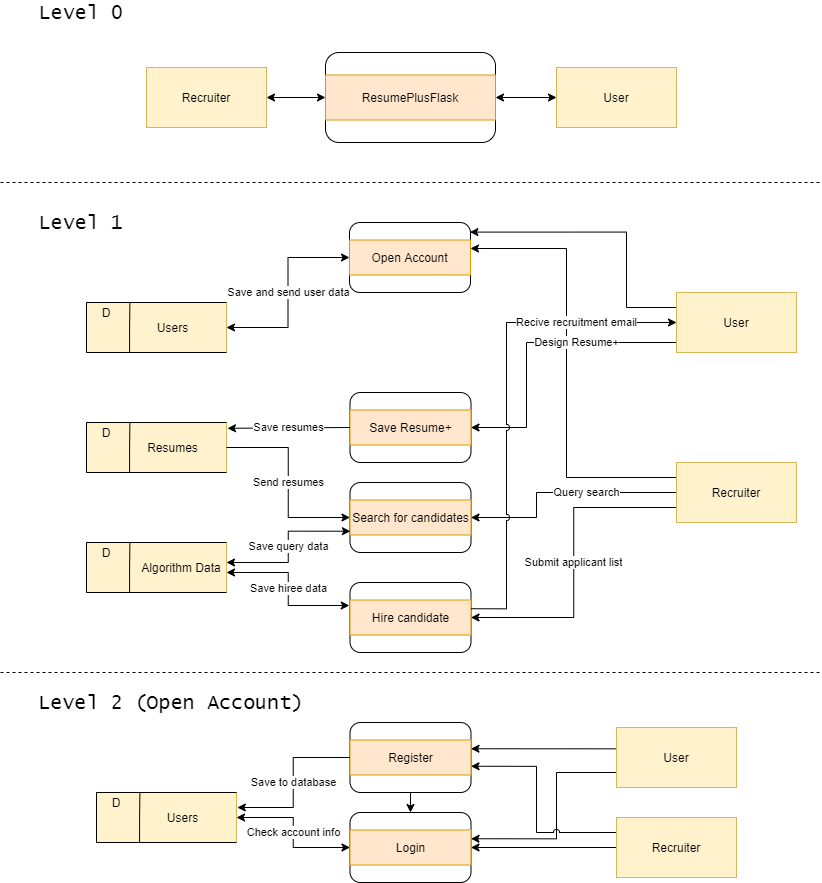 Level 0
Recruiter
ResumePlusFlask
User
Level 1
Open Account
Save and send user data
D
Users
Recive recruitment email
User
Design Resume+
D
Resumes
Save resumes
Save Resume+
Send resumes
Search for candidates
Query search
Recruiter
Save query data
D
Algorithm Data
Save hiree data
Submit applicant list
Hire candidate
Level 2 (Open Account)
Register
User
Save to database
D
Users
Check account info
Login
Recruiter